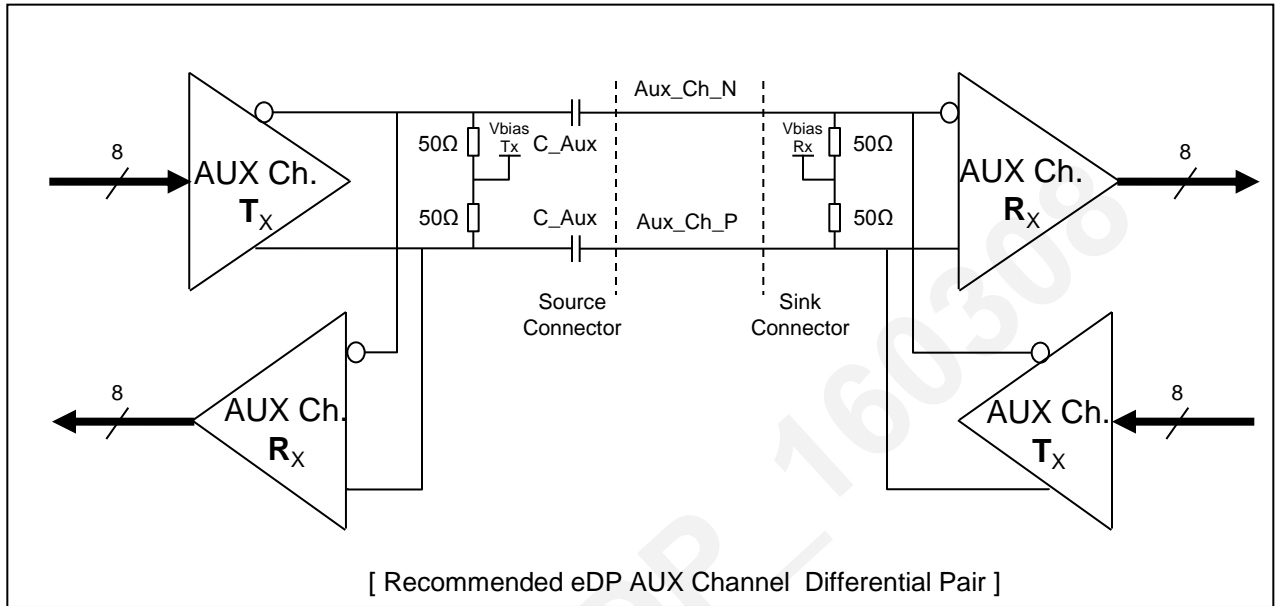 Aux_Ch_N
Vbias
Tx
Vbias
Rx
50Ω
C_Aux
50Ω
8
8
AUX Ch.
TX
AUX Ch.
RX
50Ω
C_Aux
Aux_Ch_P
50Ω
Source
Connector
Sink
Connector
8
8
AUX Ch.
RX
AUX Ch.
TX
[ Recommended eDP AUX Channel Differential Pair ]
DP_160308